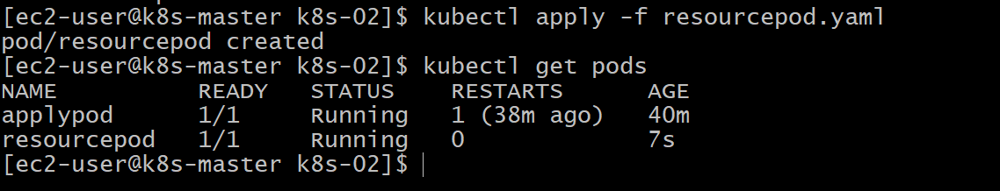 [ec2-user@k8s-master k8s-02]$ kubectl apply -f resourcepod.yaml
pod/resourcepod created
[ec2-user@k8s-master k8s-02]$ kubectl get pods
NAME READY STATUS RESTARTS AGE
applypod 1/1 Running 1 (38m ago) 40m
resourcepod 1/1 Running 0 7s
[ec2-user@k8s-master k8s-02]$